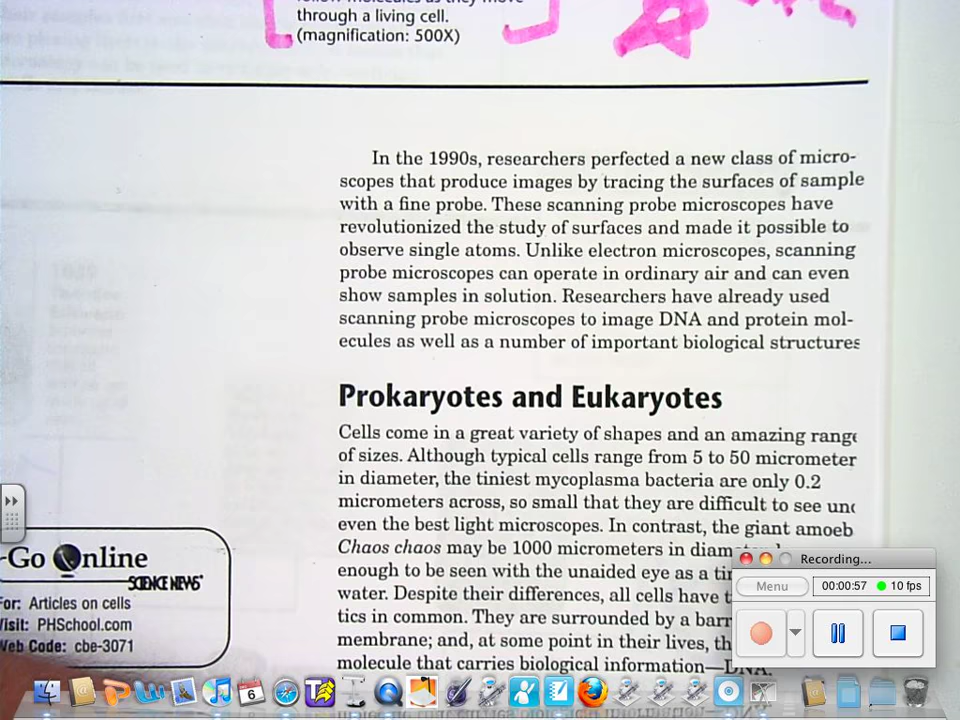 through a living cell.
(magnification: 500X)
In the 1990s, researchers perfected a new class of micro-
scopes that produce images by tracing the surfaces of sample
with a fine probe. These scanning probe microscopes have
revolutionized the study of surfaces and made it possible to
observe single atoms. Unlike electron microscopes, scanning
probe microscopes can operate in ordinary air and can even
show samples in solution. Researchers have already used
scanning probe microscopes to image DNA and protein mol-
ecules as well as a number of important biological structures
Prokaryotes and Eukaryotes
Cells come in a great variety of shapes and an amazing range
of sizes. Although typical cells range from 5 to 50 micrometer
in diameter, the tiniest mycoplasma bacteria are only 0.2
micrometers across, so small that they are difficult to see
even the best light microscopes. In contrast, the giant amoeb
Chaos chaos may be 1000 micrometers in
enough to be seen with the unaided eye as a
water. Despite their differences, all cells have
tics in common. They are surrounded by a
membrane; and, at some point in their lives,
molecule that carries biological information—DNA.
Go Online
SCIENCE NEWS
For: Articles on cells
Visit: PHSchool.com
Web Code: cbe-3071
Recording...
Menu
00:00:57
10 fps
6